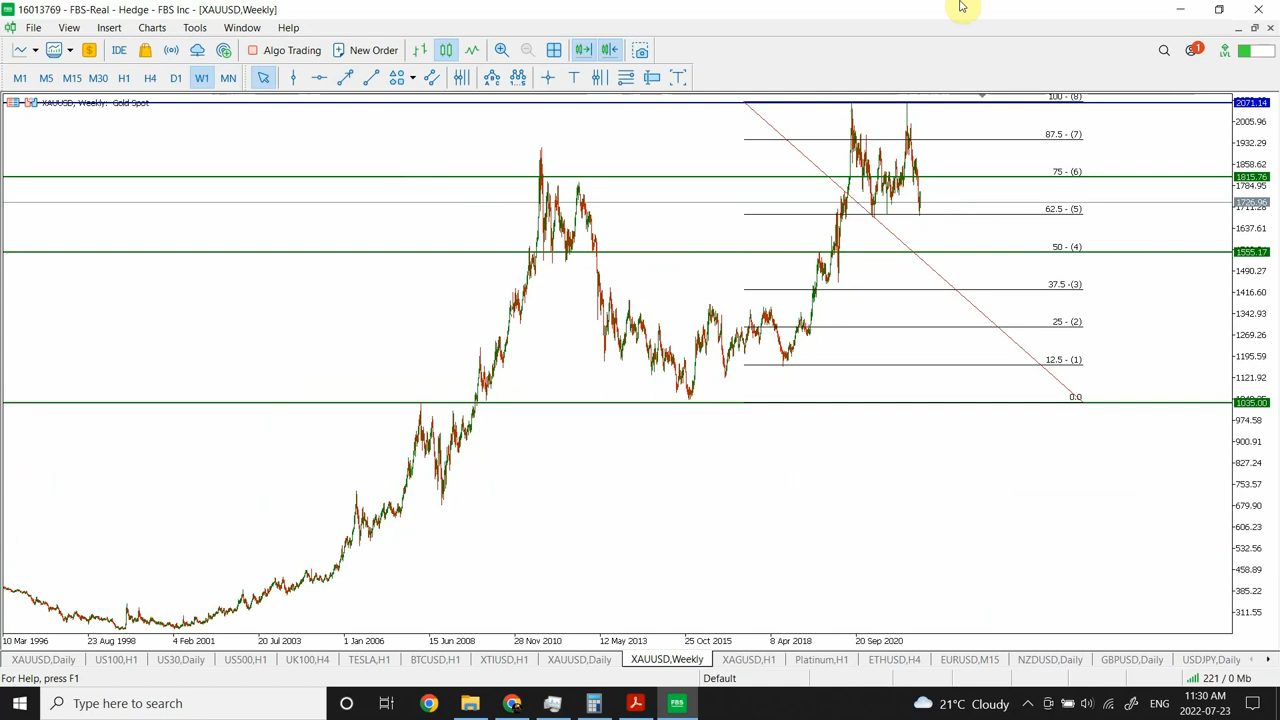 16013769 - FBS-Real - Hedge - FBS Inc - [XAUUSD,Weekly]
File View Insert Charts Tools Window Help
IDE Algo Trading New Order 1 LVL
M1 M5 M15 M30 H1 H4 D1 W1 MN
XAUUSD, Weekly: Gold Spot
100 - (8)
87.5 - (7)
75 - (6)
62.5 - (5)
50 - (4)
37.5 -(3)
25 - (2)
12.5 - (1)
0.0
2071.14
2005.96
1932.29
1858.62
1815.76
1784.95
1726.96
1637.61
1555.17
1490.27
1416.60
1342.93
1269.26
1195.59
1121.92
1035.00
974.58
900.91
827.24
753.57
679.90
606.23
532.56
458.89
385.22
311.55
10 Mar 1996 23 Aug 1998 4 Feb 2001 20 Jul 2003 1 Jan 2006 15 Jun 2008 28 Nov 2010 12 May 2013 25 Oct 2015 8 Apr 2018 20 Sep 2020
XAUUSD,Daily US100,H1 US30,Daily US500,H1 UK100,H4 TESLA,H1 BTCUSD,H1 XTIUSD,H1 XAUUSD,Daily XAUUSD,Weekly XAGUSD,H1 Platinum,H1 ETHUSD,H4 EURUSD,M15 NZDUSD,Daily GBPUSD,Daily USDJPY,Daily
For Help, press F1 Default 221 / 0 Mb
Type here to search FBS 21°C Cloudy ENG 11:30 AM
2022-07-23